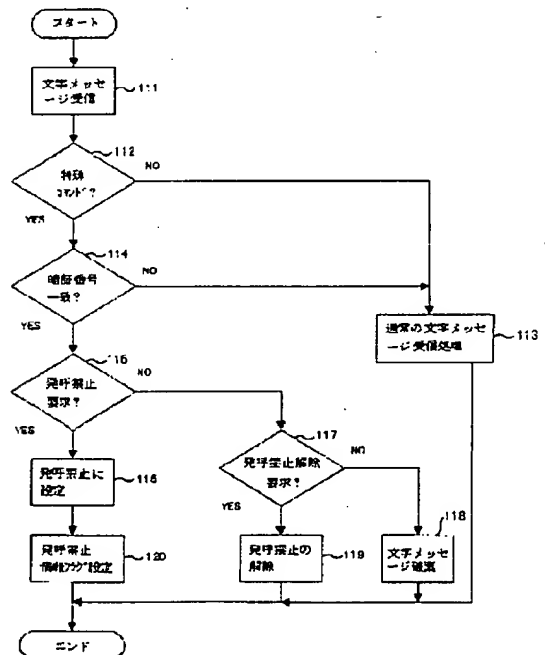 スタート
文字メッセ
ージ受信
111
112
特殊
コマンド?
NO
YES
114
暗証番号
一致?
NO
YES
通常の文字メッセ
ージ受信処理
113
115
発呼禁止
要求?
NO
YES
117
発呼禁止解除
要求?
NO
YES
発呼禁止に
設定
116
118
発呼禁止
情報フラグ設定
120
発呼禁止の
解除
119
文字メッセ
ージ破棄
エンド